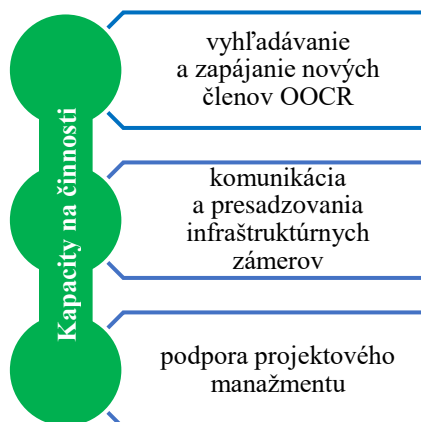 Kapacity na činnosti
vyhľadávanie
a zapájanie nových
členov OOCR
komunikácia
a presadzovania
infraštruktúrnych
zámerov
podpora projektového
manažmentu